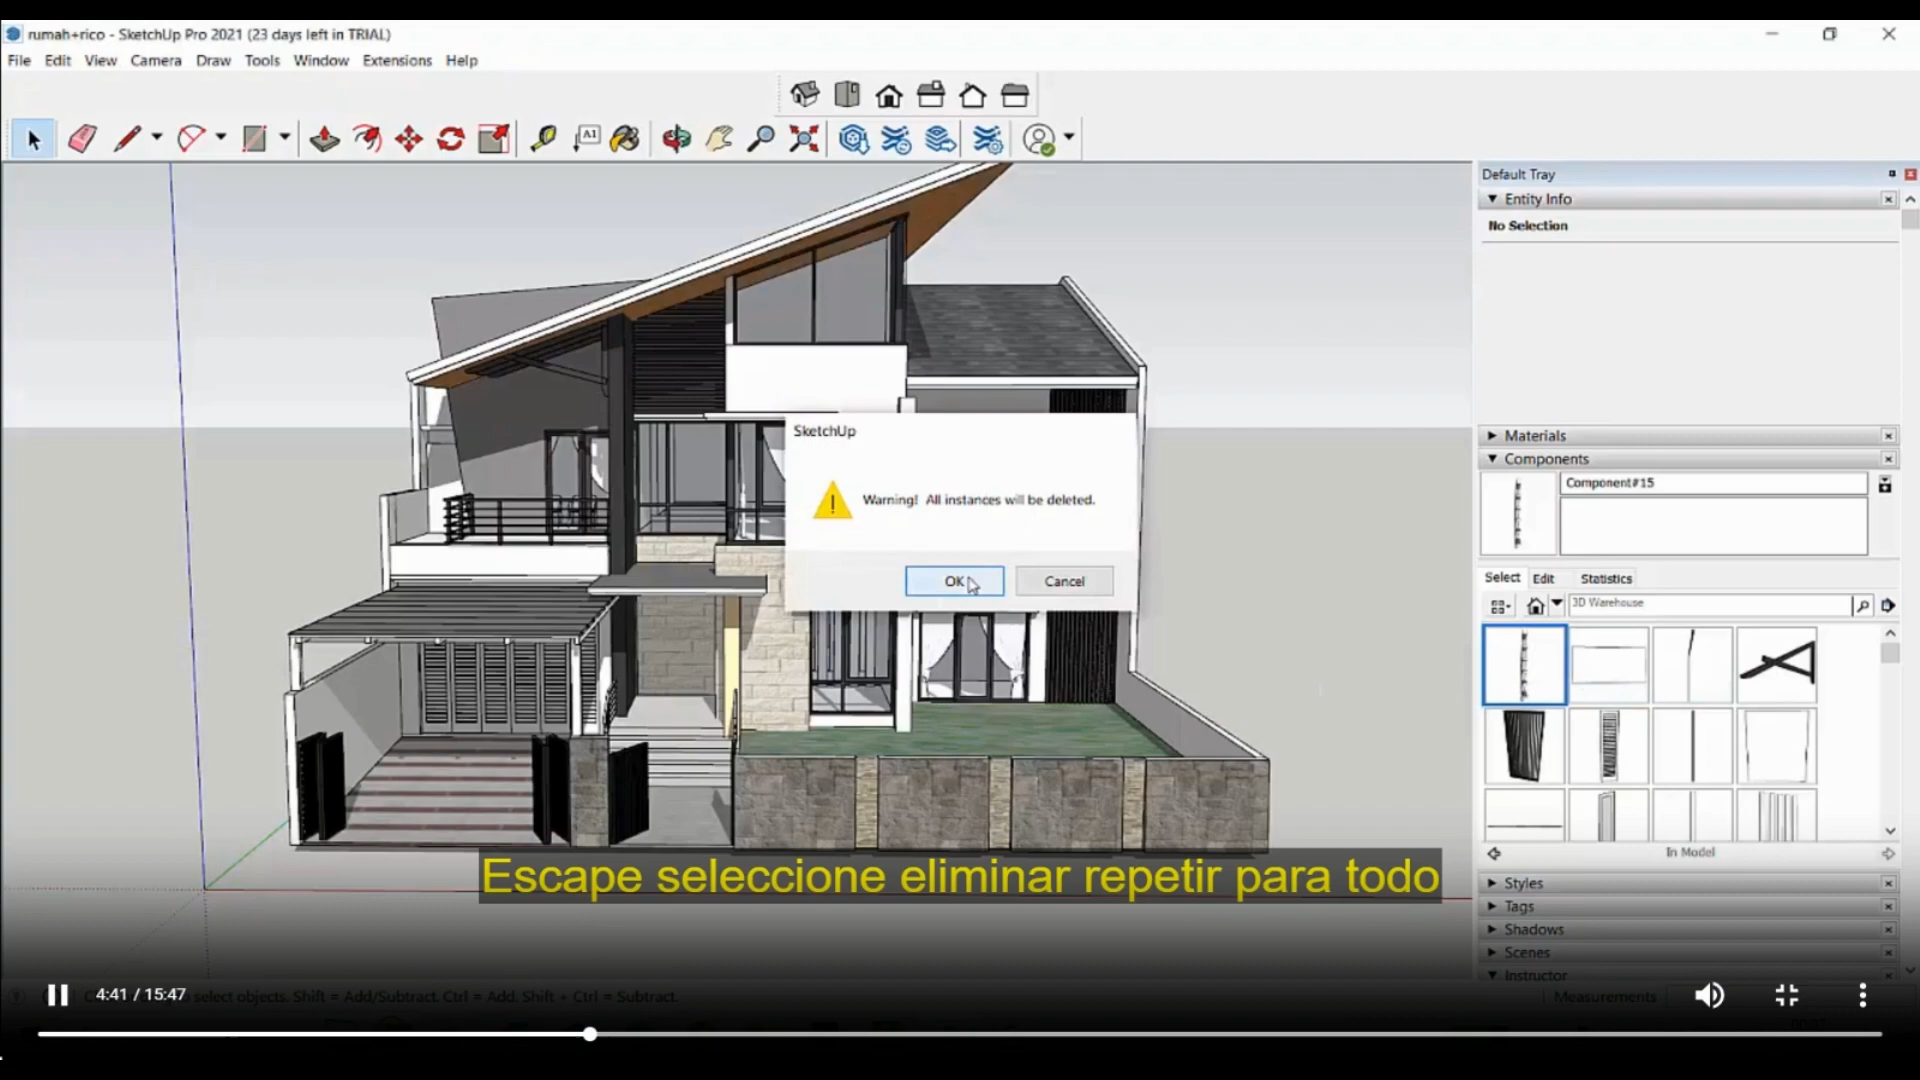 rumah+rico - SketchUp Pro 2021 (23 days left in TRIAL)
File Edit View Camera Draw Tools Window Extensions Help
A1
Default Tray
Entity Info
No Selection
SketchUp
Warning! All instances will be deleted.
OK Cancel
Materials
Components
Component#15
Select Edit Statistics
3D Warehouse
In Model
Styles
Tags
Shadows
Scenes
Instructor
Escape seleccione eliminar repetir para todo
4:41 / 15:47
select objects. Shift = Add/Subtract. Ctrl = Add. Shift + Ctrl = Subtract.
Measurements